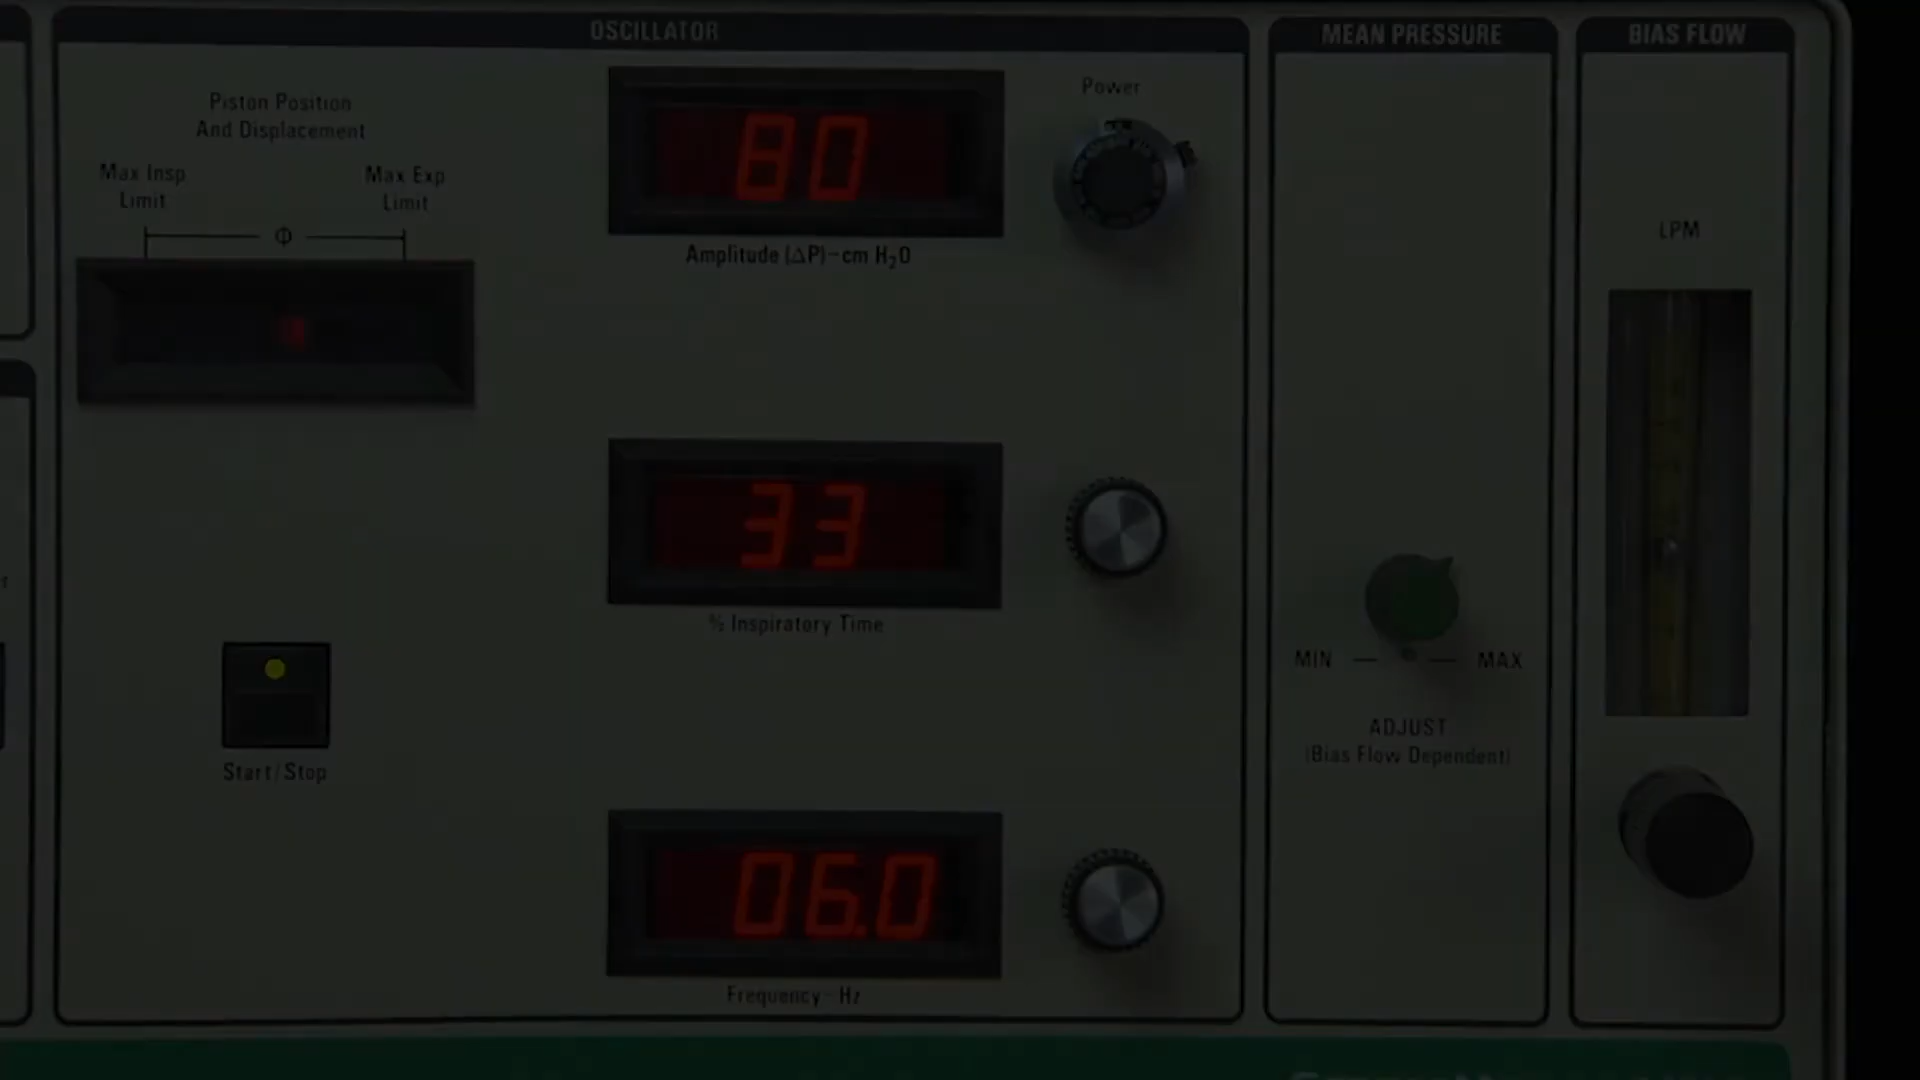 OSCILLATOR
MEAN PRESSURE
BIAS FLOW
Piston Position
And Displacement
Max Insp
Limit
Max Exp
Limit
Φ
80
Amplitude (ΔP)-cm H₂O
Power
LPM
33
% Inspiratory Time
Start/Stop
MIN
MAX
ADJUST
(Bias Flow Dependent)
06.0
Frequency-Hz